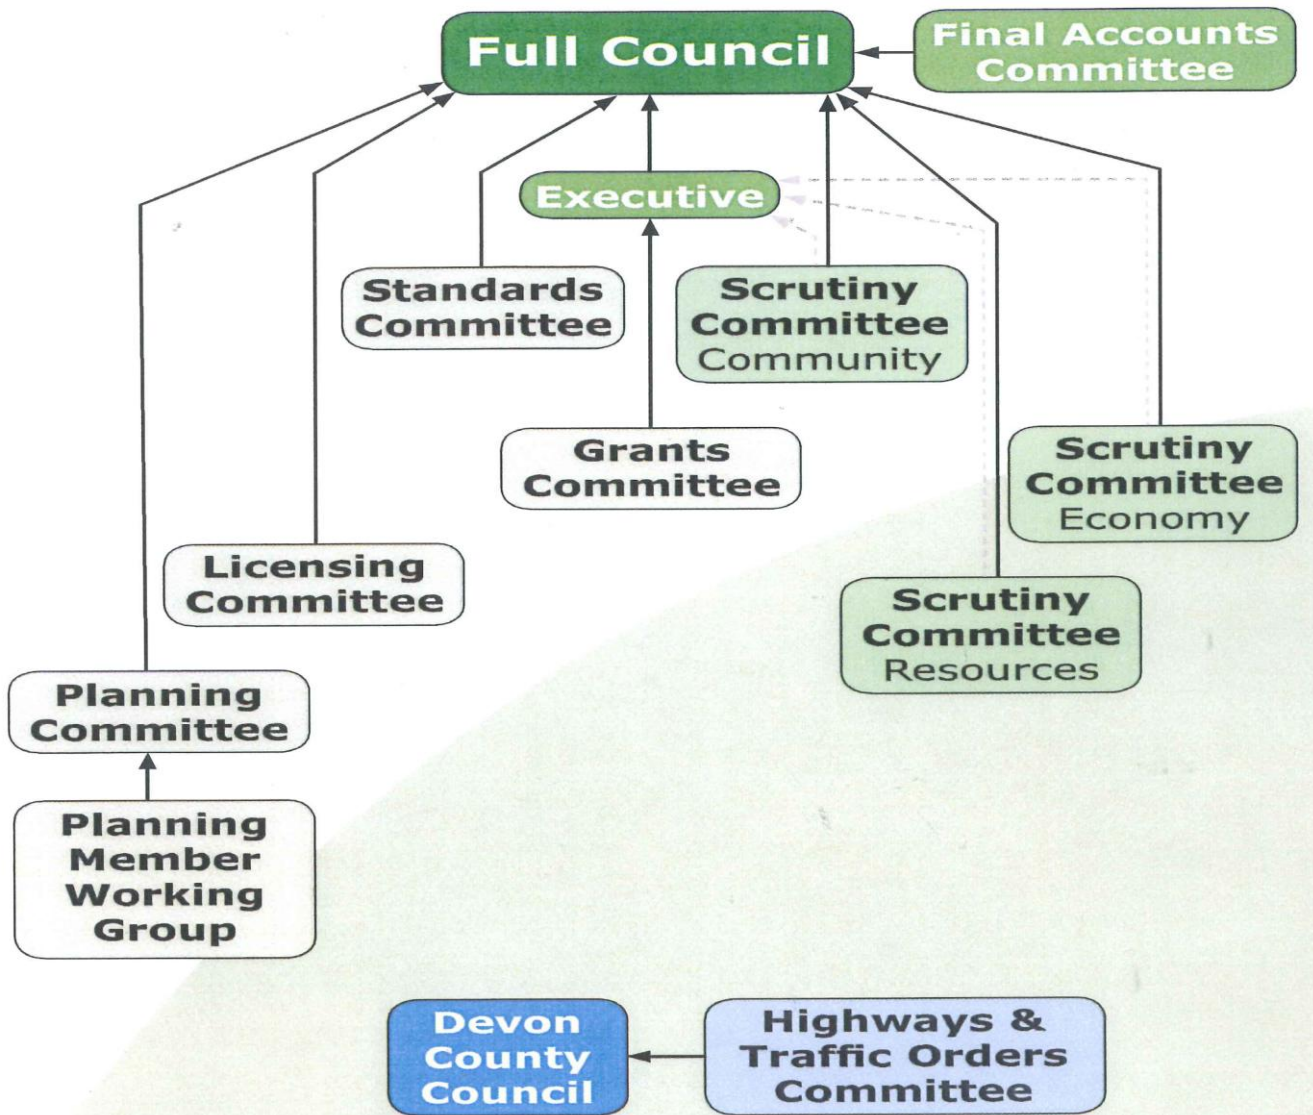 Full Council
Final Accounts
Committee
Executive
Standards
Committee
Scrutiny
Committee
Community
Grants
Committee
Scrutiny
Committee
Economy
Licensing
Committee
Scrutiny
Committee
Resources
Planning
Committee
Planning
Member
Working
Group
Devon
County
Council
Highways &
Traffic Orders
Committee